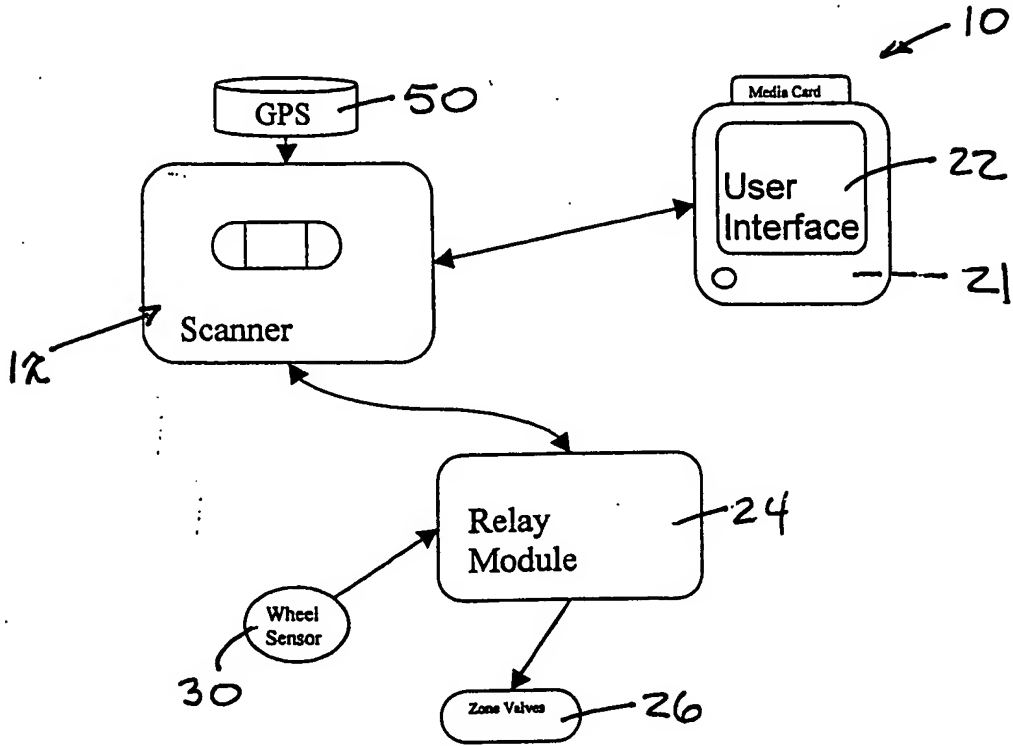 10
GPS
50
Media Card
User
Interface
22
21
Scanner
12
Relay
Module
24
Wheel
Sensor
30
Zone Valves
26